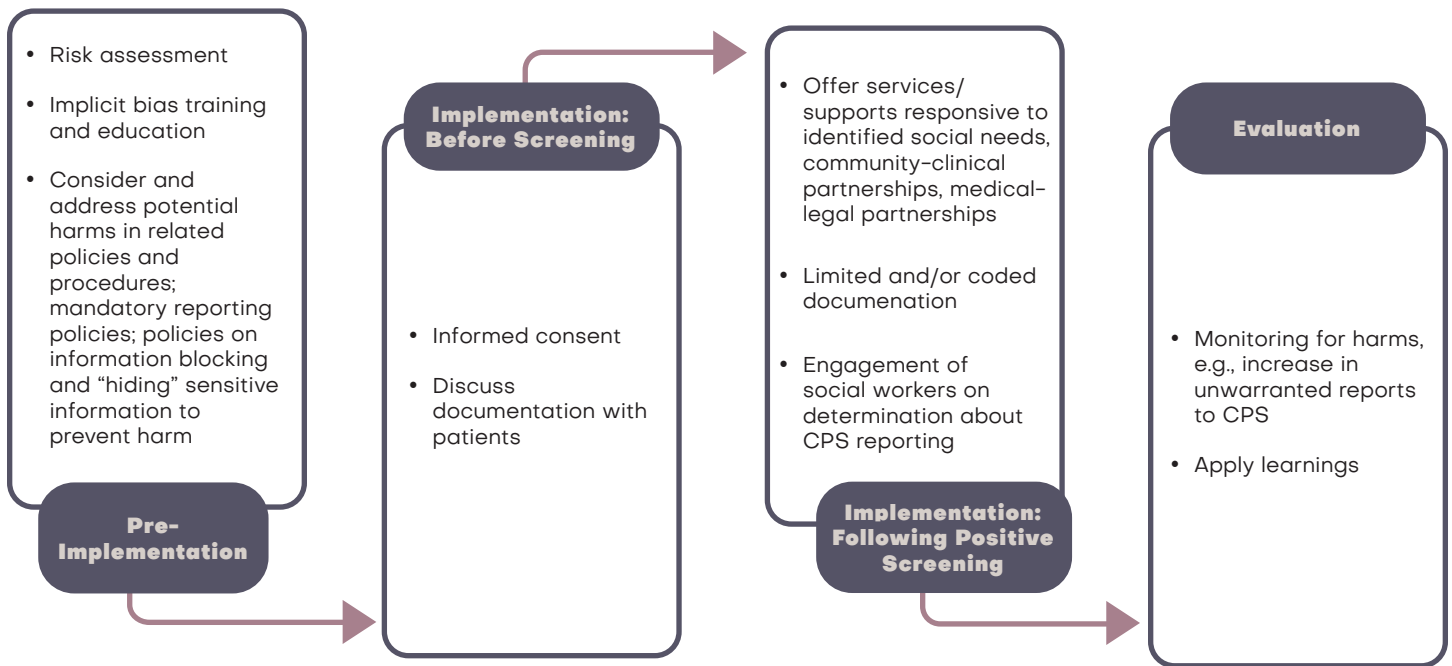 • Risk assessment
• Implicit bias training
and education
• Consider and
address potential
harms in related
policies and
procedures;
mandatory reporting
policies; policies on
information blocking
and “hiding” sensitive
information to
prevent harm
Pre-
Implementation
Implementation:
Before Screening
• Informed consent
• Discuss
documentation with
patients
• Offer services/
supports responsive to
identified social needs,
community-clinical
partnerships, medical-
legal partnerships
• Limited and/or coded
documenation
• Engagement of
social workers on
determination about
CPS reporting
Implementation:
Following Positive
Screening
Evaluation
• Monitoring for harms,
e.g., increase in
unwarranted reports
to CPS
• Apply learnings